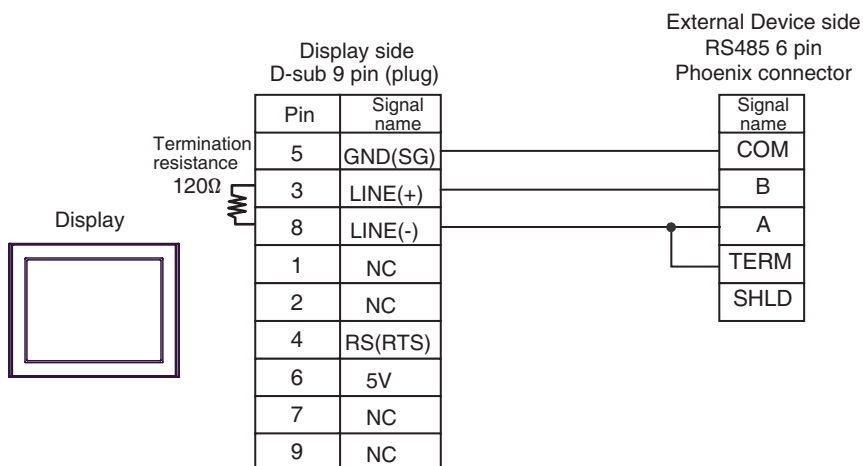 External Device side
RS485 6 pin
Phoenix connector
Display side
D-sub 9 pin (plug)
Pin Signal name
Signal name
Termination resistance
120Ω
5 GND(SG) COM
3 LINE(+) B
8 LINE(-) A
1 NC TERM
2 NC SHLD
4 RS(RTS)
6 5V
7 NC
9 NC
Display